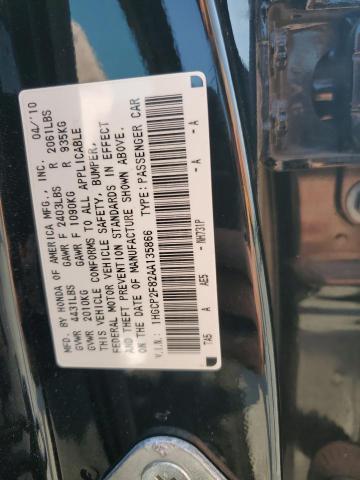 MFD. BY HONDA OF AMERICA MFG., INC. 04/'10
GVWR 4431LBS GAWR F 2403LBS R 2061LBS
GVWR 2010KG GAWR F 1090KG R 935KG
THIS VEHICLE CONFORMS TO ALL APPLICABLE
FEDERAL MOTOR VEHICLE SAFETY, BUMPER,
AND THEFT PREVENTION STANDARDS IN EFFECT
ON THE DATE OF MANUFACTURE SHOWN ABOVE.
V.I.N.: 1HGCP2F82AA135866 TYPE: PASSENGER CAR
TA5 A AE5 - NH731P - A - A